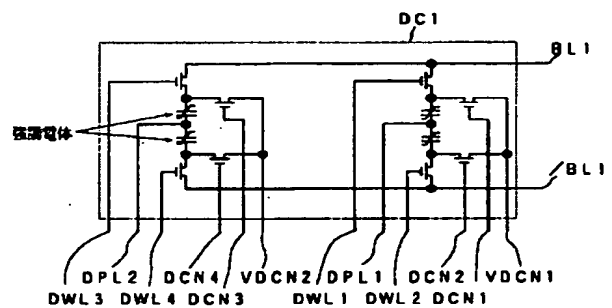 DC1
BL1
強誘電体
/BL1
DPL2 DCN4 VDCN2 DPL1 DCN2 VDCN1
DWL3 DWL4 DCN3 DWL1 DWL2 DCN1